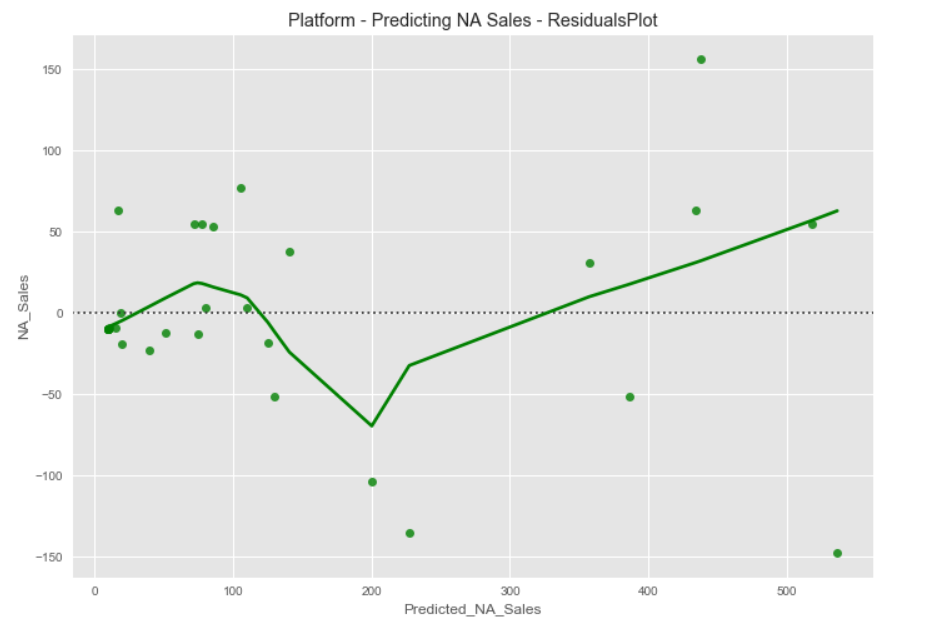 Platform - Predicting NA Sales - ResidualsPlot
150
100
50
0
−50
−100
−150
NA_Sales
0 100 200 300 400 500
Predicted_NA_Sales